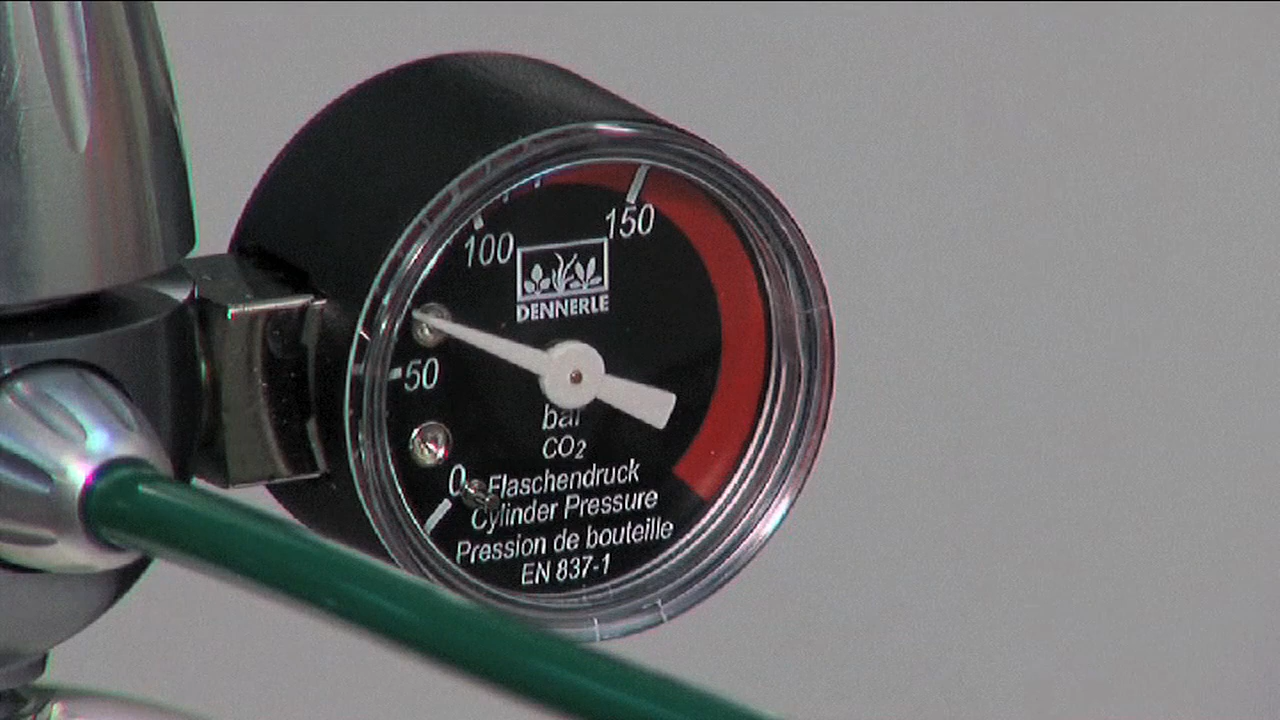 150
100
DENNERLE
50
bar
CO2
0
Flaschendruck
Cylinder Pressure
Pression de bouteille
EN 837-1